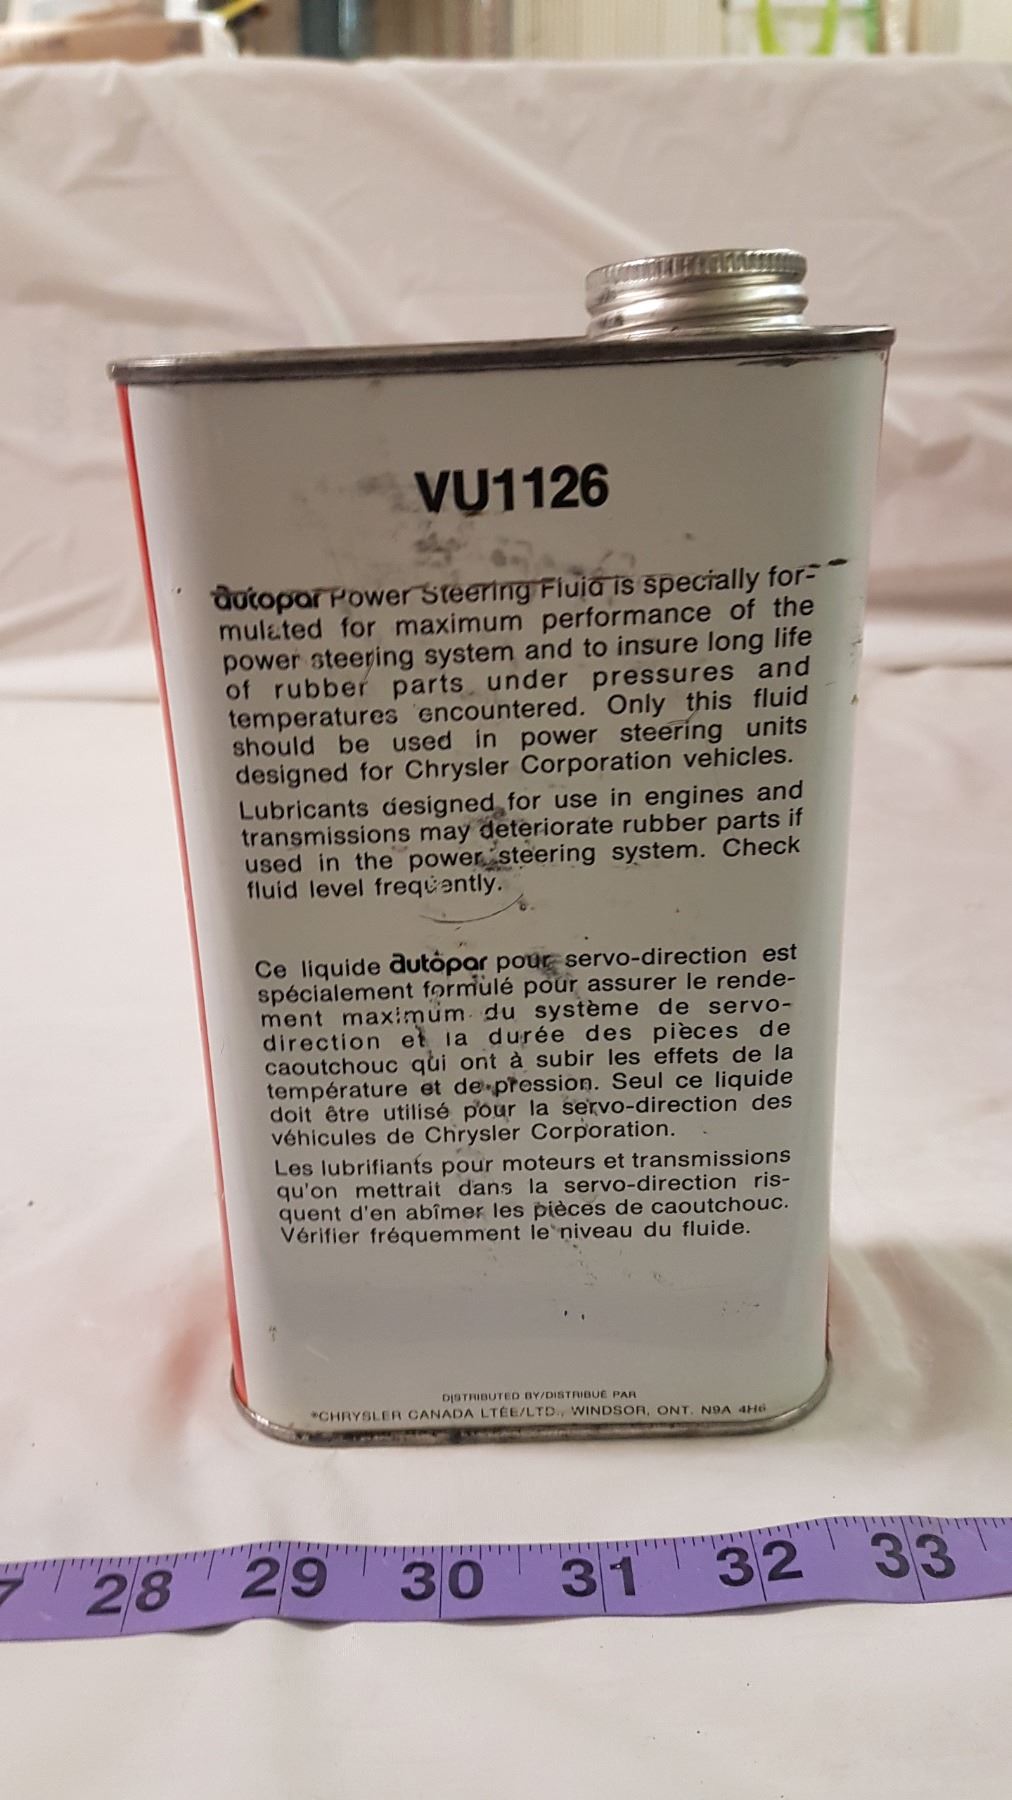 VU1126
autopar Power Steering Fluid is specially for-
mulated for maximum performance of the
power steering system and to insure long life
of rubber parts under pressures and
temperatures encountered. Only this fluid
should be used in power steering units
designed for Chrysler Corporation vehicles.
Lubricants designed for use in engines and
transmissions may deteriorate rubber parts if
used in the power steering system. Check
fluid level frequently.
Ce liquide autopar pour servo-direction est
spécialement formulé pour assurer le rende-
ment maximum du système de servo-
direction et la durée des pièces de
caoutchouc qui ont à subir les effets de la
température et de pression. Seul ce liquide
doit être utilisé pour la servo-direction des
véhicules de Chrysler Corporation.
Les lubrifiants pour moteurs et transmissions
qu'on mettrait dans la servo-direction ris-
quent d'en abîmer les pièces de caoutchouc.
Vérifier fréquemment le niveau du fluide.
DISTRIBUTED BY/DISTRIBUÉ PAR
*CHRYSLER CANADA LTÉE/LTD., WINDSOR, ONT. N9A 4H6
7 28 29 30 31 32 33